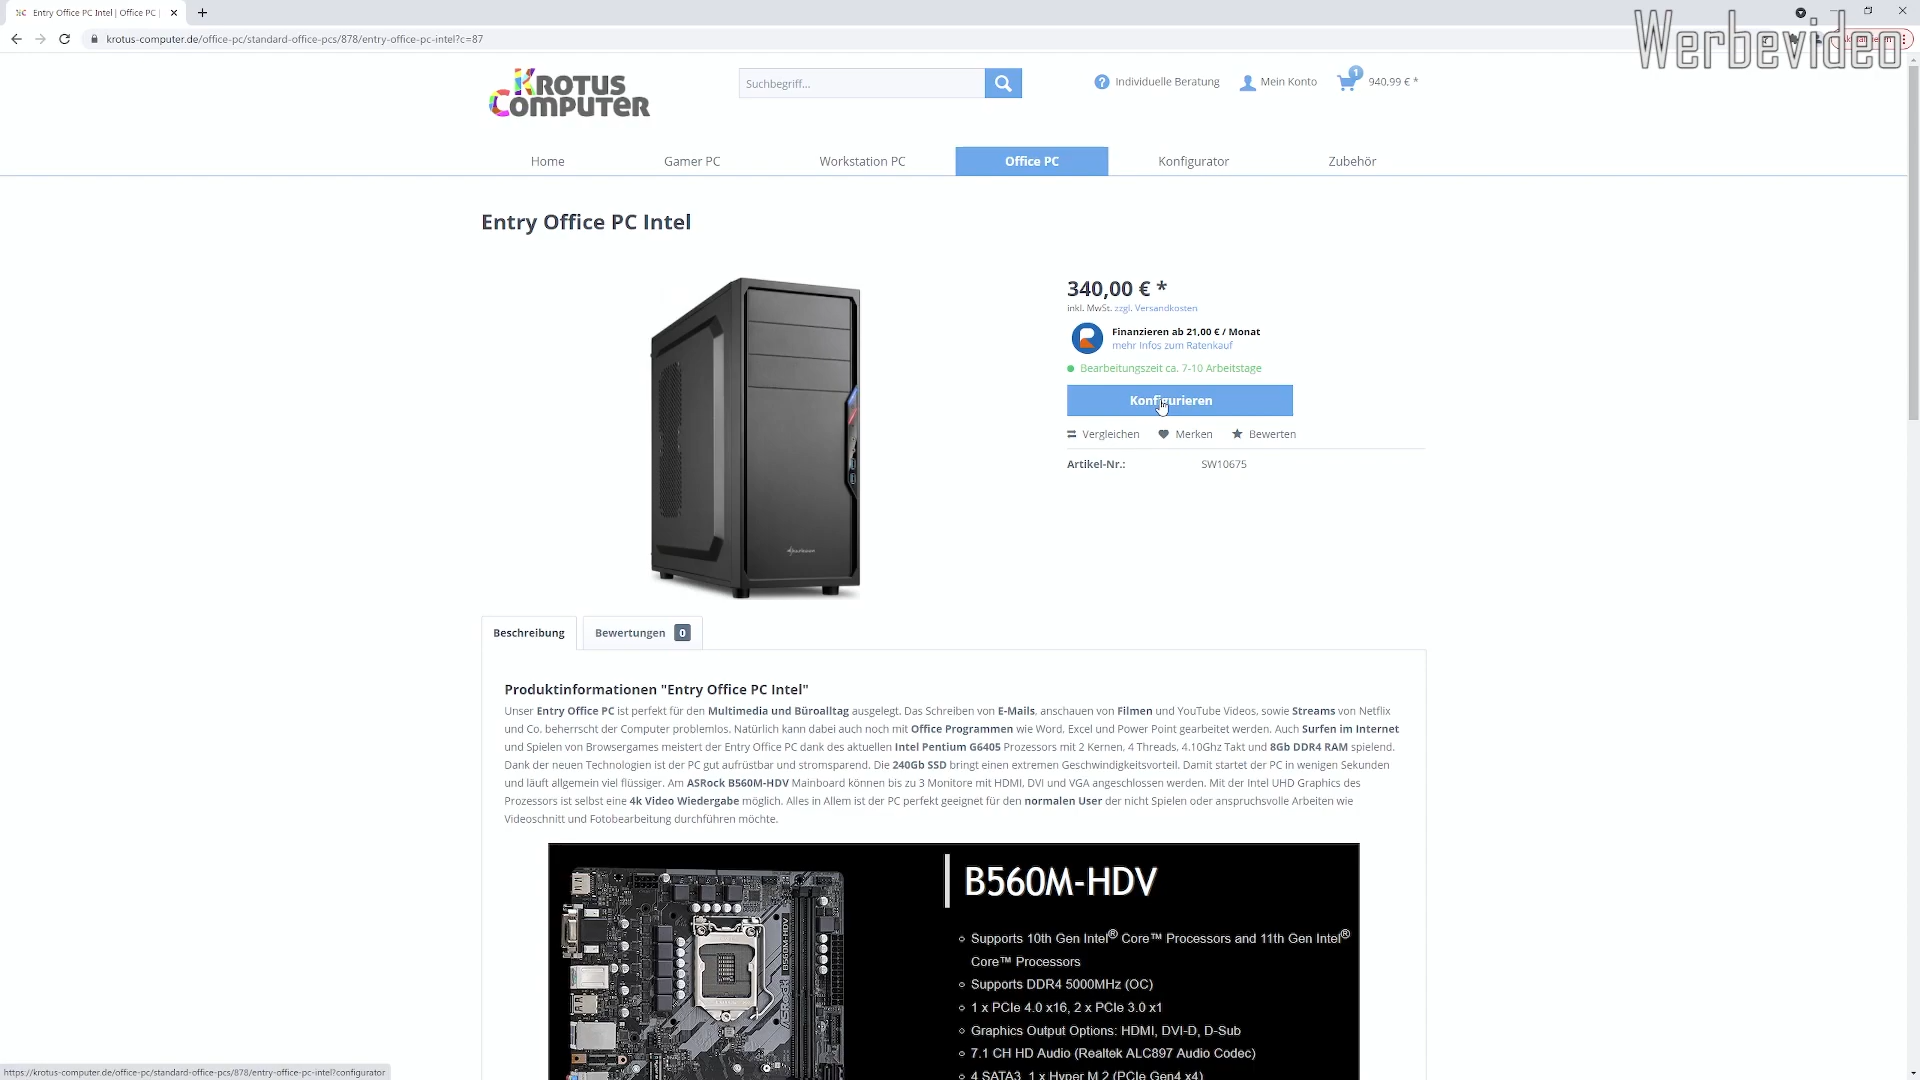 Entry Office PC Intel | Office PC |
krotus-computer.de/office-pc/standard-office-pcs/878/entry-office-pc-intel?c=87
Werbevideo
KROTUS
COMPUTER
Suchbegriff...
Individuelle Beratung
Mein Konto
1
940,99 € *
Home
Gamer PC
Workstation PC
Office PC
Konfigurator
Zubehör
Entry Office PC Intel
340,00 € *
inkl. MwSt. zzgl. Versandkosten
Finanzieren ab 21,00 € / Monat
mehr Infos zum Ratenkauf
Bearbeitungszeit ca. 7-10 Arbeitstage
Konfigurieren
Vergleichen
Merken
Bewerten
Artikel-Nr.:
SW10675
Sharkoon
Beschreibung
Bewertungen 0
Produktinformationen "Entry Office PC Intel"
Unser Entry Office PC ist perfekt für den Multimedia und Büroalltag ausgelegt. Das Schreiben von E-Mails, anschauen von Filmen und YouTube Videos, sowie Streams von Netflix
und Co. beherrscht der Computer problemlos. Natürlich kann dabei auch noch mit Office Programmen wie Word, Excel und Power Point gearbeitet werden. Auch Surfen im Internet
und Spielen von Browsergames meistert der Entry Office PC dank des aktuellen Intel Pentium G6405 Prozessors mit 2 Kernen, 4 Threads, 4.10Ghz Takt und 8Gb DDR4 RAM spielend.
Dank der neuen Technologien ist der PC gut aufrüstbar und stromsparend. Die 240Gb SSD bringt einen extremen Geschwindigkeitsvorteil. Damit startet der PC in wenigen Sekunden
und läuft allgemein viel flüssiger. Am ASRock B560M-HDV Mainboard können bis zu 3 Monitore mit HDMI, DVI und VGA angeschlossen werden. Mit der Intel UHD Graphics des
Prozessors ist selbst eine 4k Video Wiedergabe möglich. Alles in Allem ist der PC perfekt geeignet für den normalen User der nicht Spielen oder anspruchsvolle Arbeiten wie
Videoschnitt und Fotobearbeitung durchführen möchte.
B560M-HDV
Supports 10th Gen Intel® Core™ Processors and 11th Gen Intel®
Core™ Processors
Supports DDR4 5000MHz (OC)
1 x PCIe 4.0 x16, 2 x PCIe 3.0 x1
Graphics Output Options: HDMI, DVI-D, D-Sub
7.1 CH HD Audio (Realtek ALC897 Audio Codec)
4 SATA3, 1 x Hyper M.2 (PCIe Gen4 x4)
B560M-HDV
ASRock
https://krotus-computer.de/office-pc/standard-office-pcs/878/entry-office-pc-intel?configurator